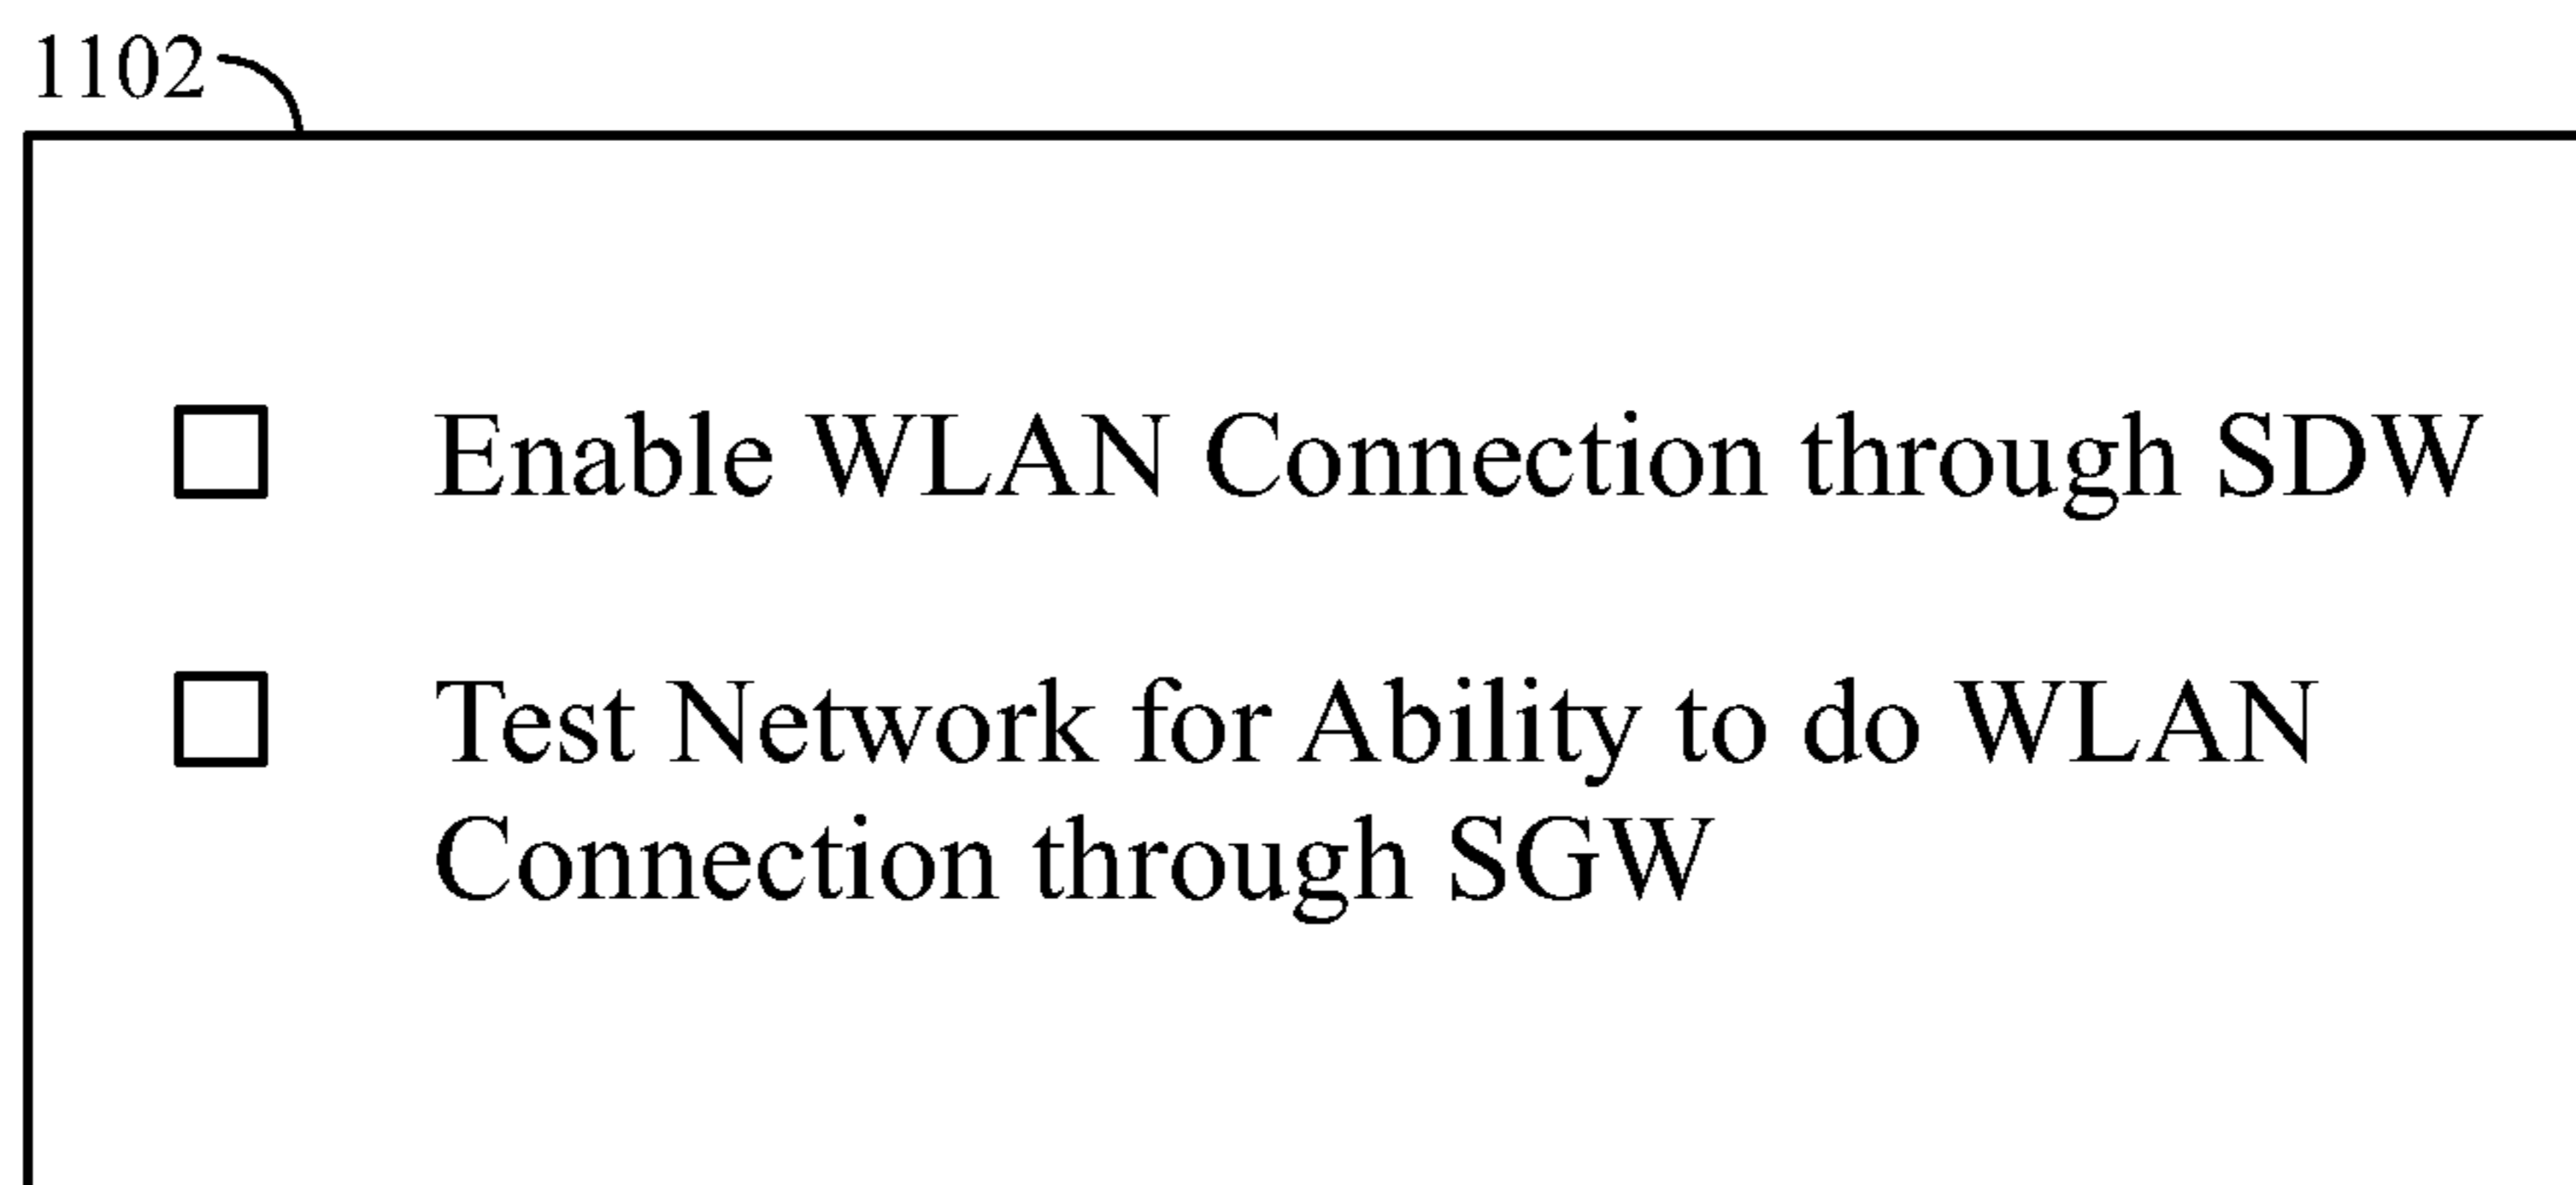 1102
Enable WLAN Connection through SDW
Test Network for Ability to do WLAN
Connection through SGW